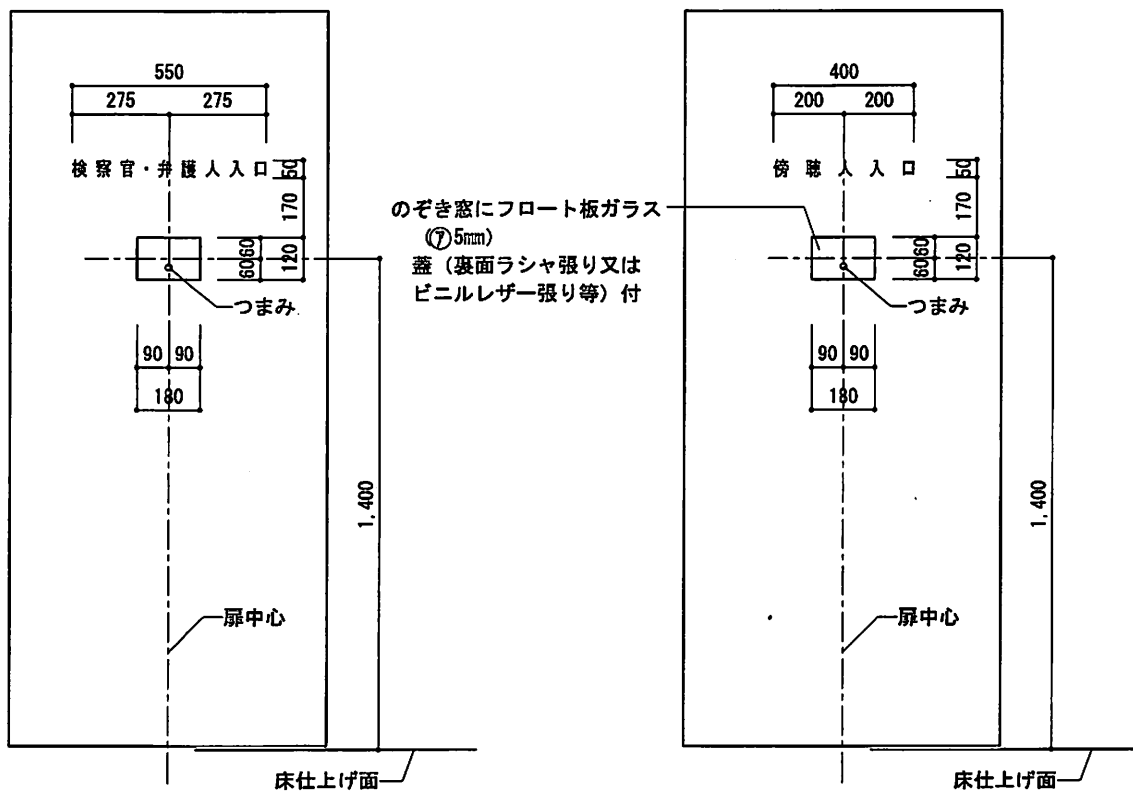 550
275
275
検察官・弁護人入口
50
170
60
60
120
つまみ
90
90
180
1,400
扉中心
床仕上げ面
のぞき窓にフロート板ガラス
(㋐5mm)
蓋（裏面ラシャ張り又は
ビニルレザー張り等）付
400
200
200
傍聴人入口
50
170
60
60
120
つまみ
90
90
180
1,400
扉中心
床仕上げ面